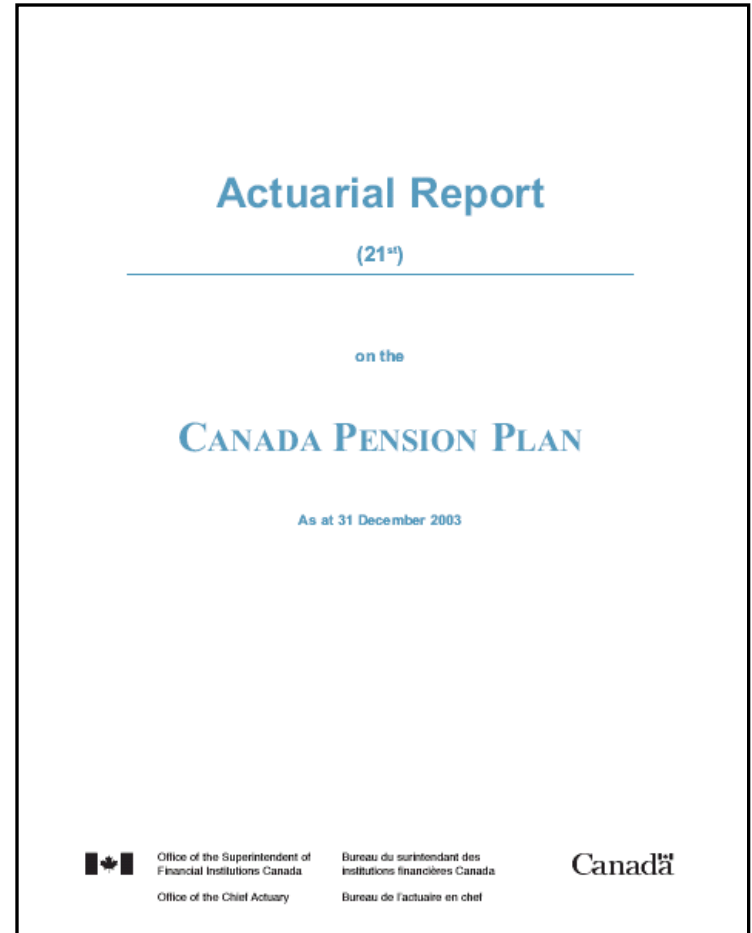 Actuarial Report
(21st)
on the
CANADA PENSION PLAN
As at 31 December 2003
Office of the Superintendent of
Financial Institutions Canada
Office of the Chief Actuary
Bureau du surintendant des
institutions financières Canada
Bureau de l'actuaire en chef
Canada